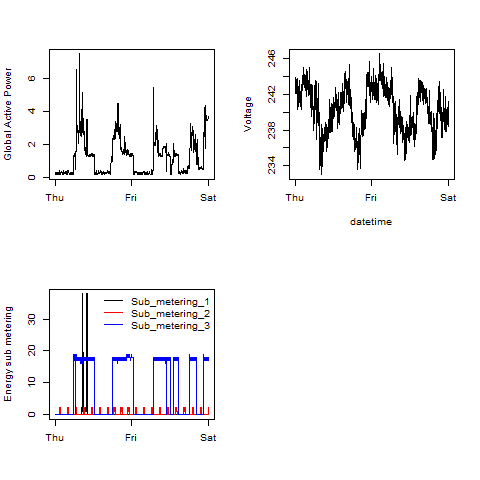 Global Active Power
0 2 4 6
Thu Fri Sat
Voltage
234 238 242 246
Thu Fri Sat
datetime
Energy sub metering
0 10 20 30
Sub_metering_1
Sub_metering_2
Sub_metering_3
Thu Fri Sat